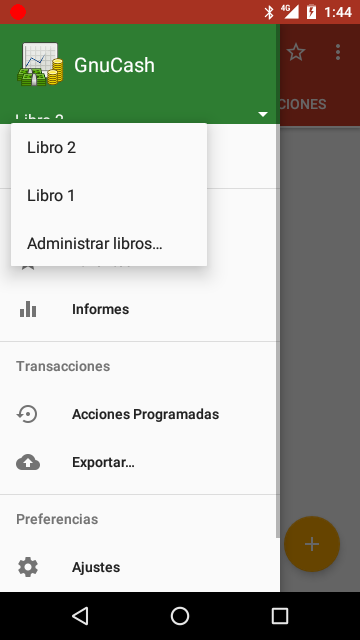 4G
1:44
GnuCash
CIONES
Libro 2
Libro 2
Libro 1
Administrar libros...
Informes
Transacciones
Acciones Programadas
Exportar...
Preferencias
Ajustes